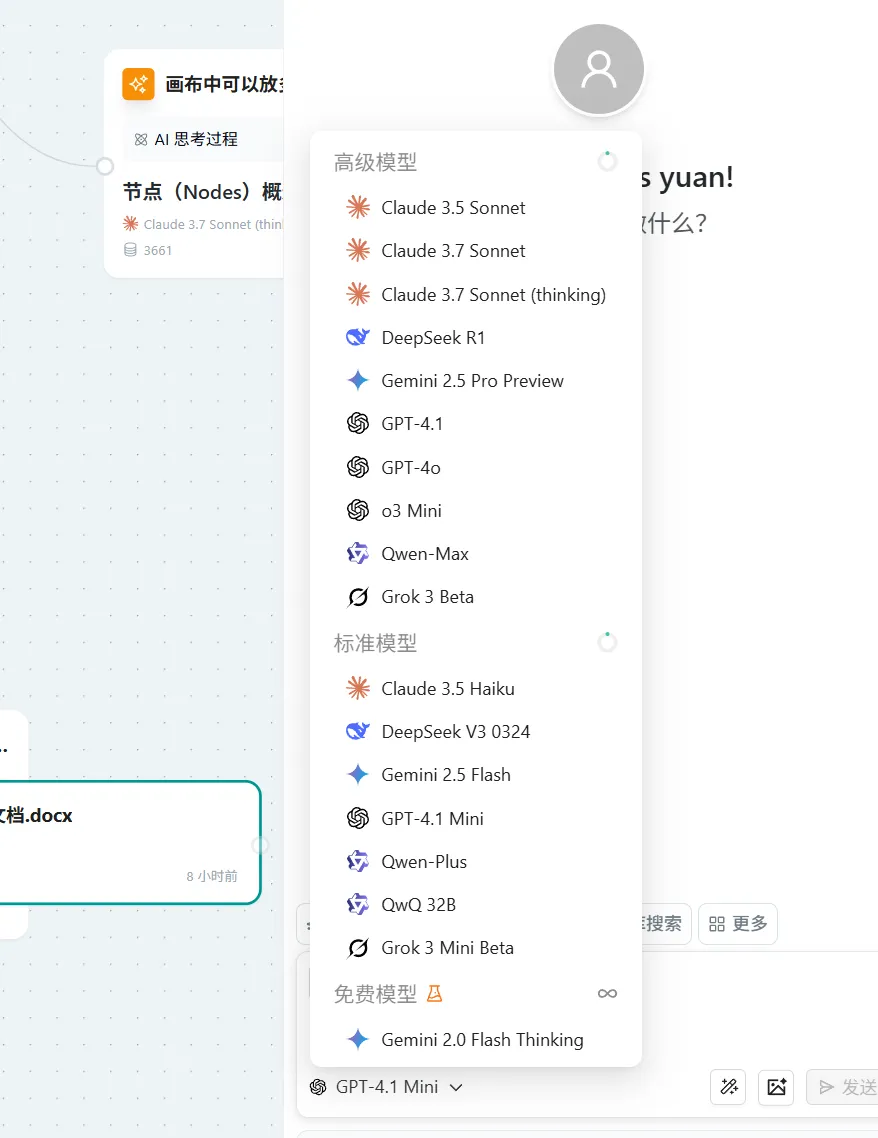 画布中可以放
AI 思考过程
节点（Nodes）概
Claude 3.7 Sonnet (thin
3661
文档.docx
8 小时前
s yuan!
做什么?
高级模型
Claude 3.5 Sonnet
Claude 3.7 Sonnet
Claude 3.7 Sonnet (thinking)
DeepSeek R1
Gemini 2.5 Pro Preview
GPT-4.1
GPT-4o
o3 Mini
Qwen-Max
Grok 3 Beta
标准模型
Claude 3.5 Haiku
DeepSeek V3 0324
Gemini 2.5 Flash
GPT-4.1 Mini
Qwen-Plus
QwQ 32B
Grok 3 Mini Beta
免费模型
Gemini 2.0 Flash Thinking
搜索
更多
GPT-4.1 Mini
发送